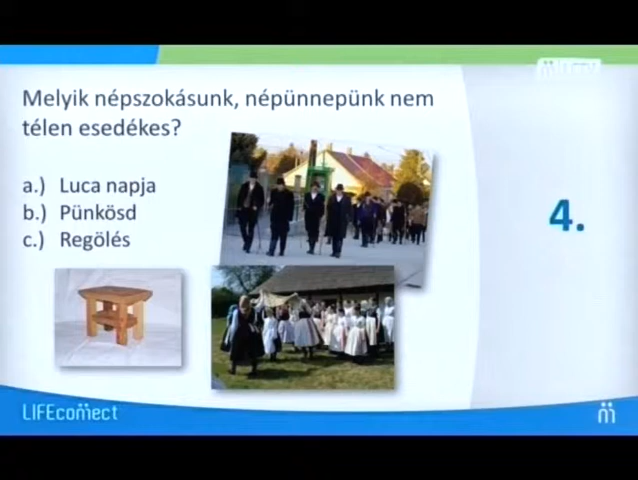 Melyik népszokásunk, népünnepünk nem
télen esedékes?
a.) Luca napja
b.) Pünkösd
c.) Regölés
4.
LIFEconnect